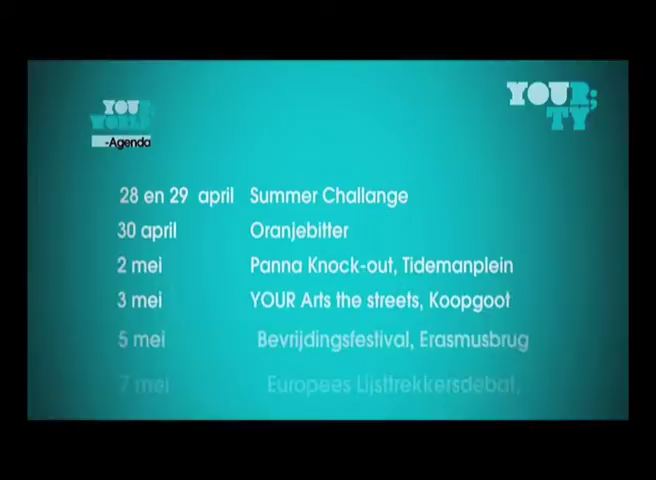 YOUR;
WORLD
-Agenda
YOUR;
TV
28 en 29 april Summer Challange
30 april Oranjebitter
2 mei Panna Knock-out, Tidemanplein
3 mei YOUR Arts the streets, Koopgoot
5 mei Bevrijdingsfestival, Erasmusbrug
7 mei Europees Lijsttrekkersdebat,